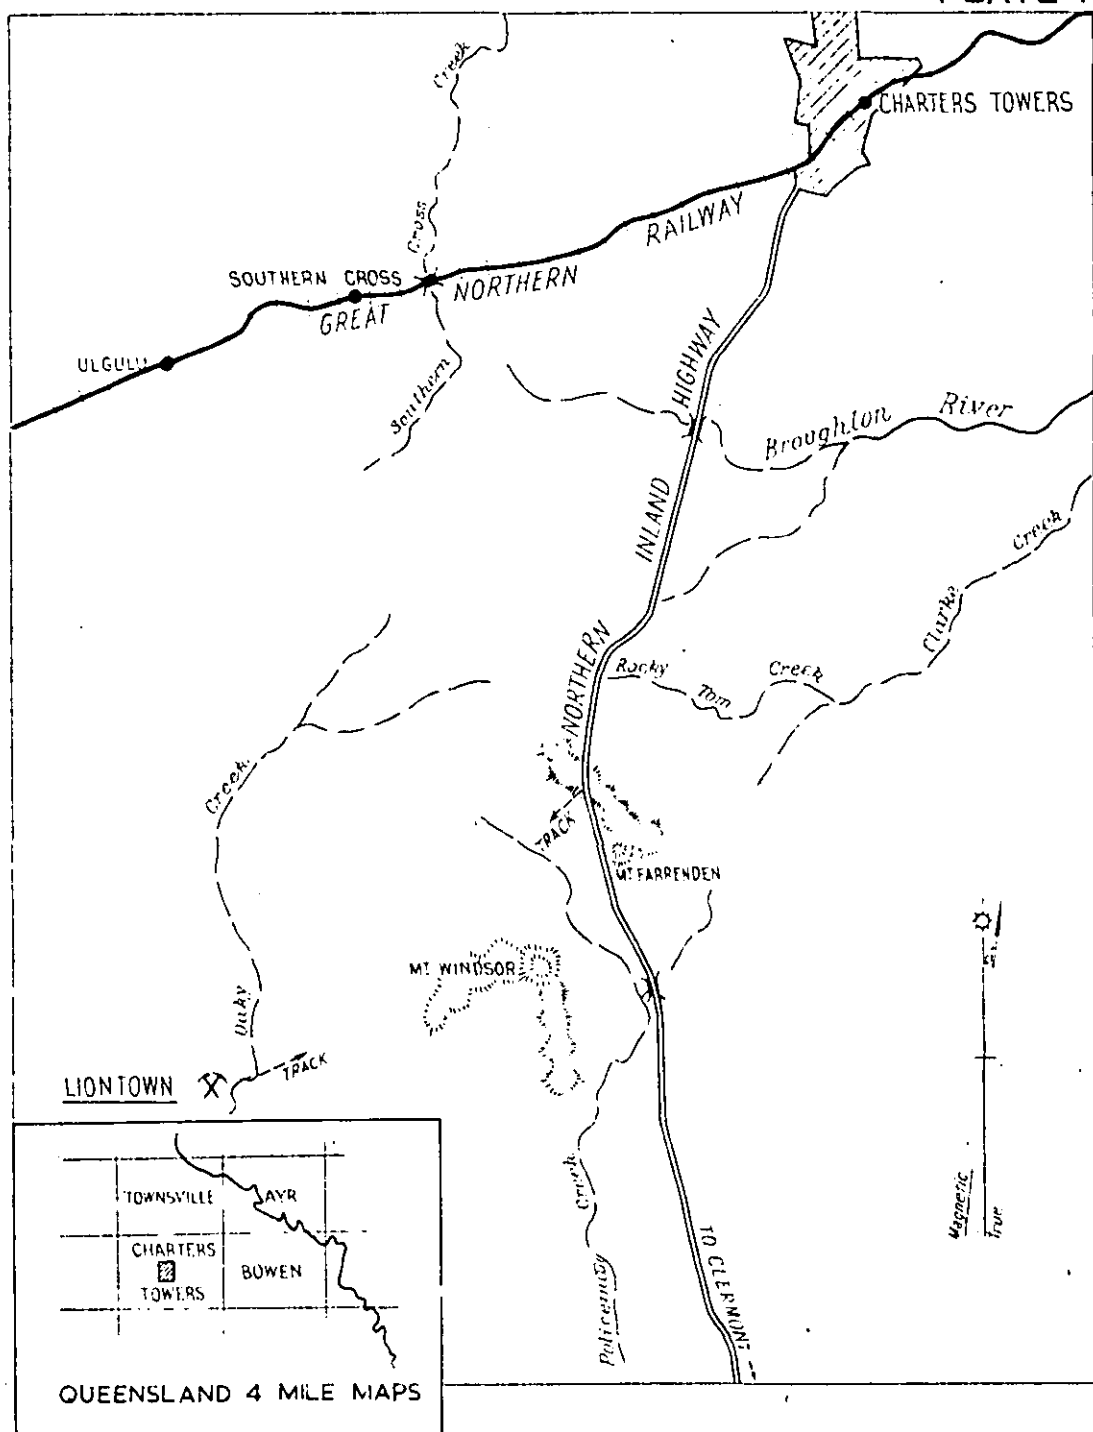 Creek
CHARTERS TOWERS
Cross
RAILWAY
SOUTHERN CROSS
NORTHERN
GREAT
ULGULU
HIGHWAY
Southern
Broughton River
INLAND
Creek
Clarke
NORTHERN
Rocky Tom Creek
Creek
TRACK
MT. FARRENDEN
MT. WINDSOR
Oaky
TRACK
LIONTOWN
Creek
Magnetic
True
TO CLERMONT
Policeman
TOWNSVILLE
AYR
CHARTERS
TOWERS
BOWEN
QUEENSLAND 4 MILE MAPS